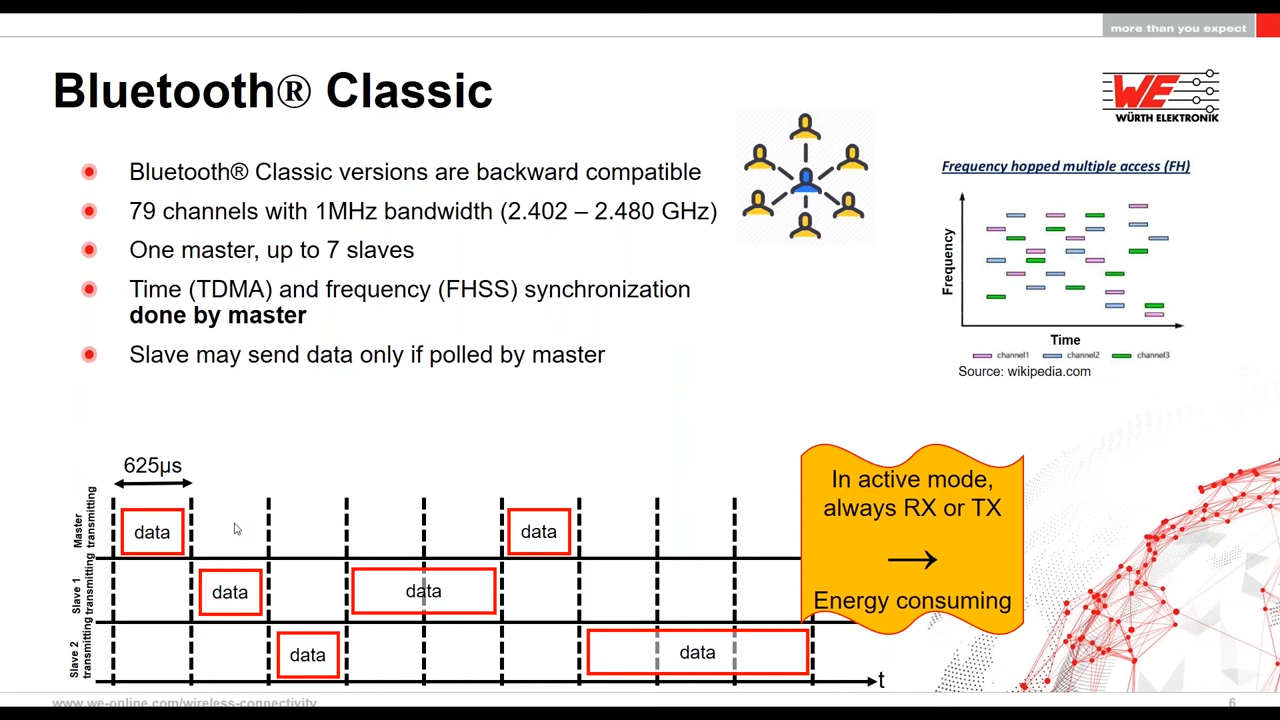 more than you expect
Bluetooth® Classic
WE
WÜRTH ELEKTRONIK
Bluetooth® Classic versions are backward compatible
79 channels with 1MHz bandwidth (2.402 – 2.480 GHz)
One master, up to 7 slaves
Time (TDMA) and frequency (FHSS) synchronization
done by master
Slave may send data only if polled by master
Frequency hopped multiple access (FH)
Frequency
Time
channel1 channel2 channel3
Source: wikipedia.com
625µs
Master
transmitting
data
data
Slave 1
transmitting
data
data
Slave 2
transmitting
data
data
t
In active mode,
always RX or TX
→
Energy consuming
www.we-online.com/wireless-connectivity
6